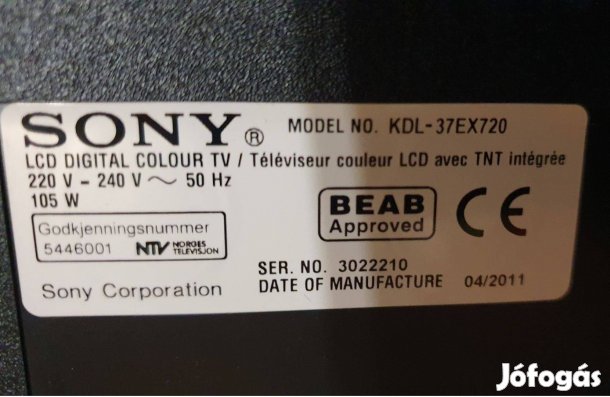 SONY® MODEL NO. KDL-37EX720
LCD DIGITAL COLOUR TV / Téléviseur couleur LCD avec TNT intégrée
220 V - 240 V ~ 50 Hz
105 W
BEAB
Approved
CE
Godkjenningsnummer
5446001 NTV NORGES
TELEVISJON
SER. NO. 3022210
Sony Corporation
DATE OF MANUFACTURE 04/2011
Jófogás